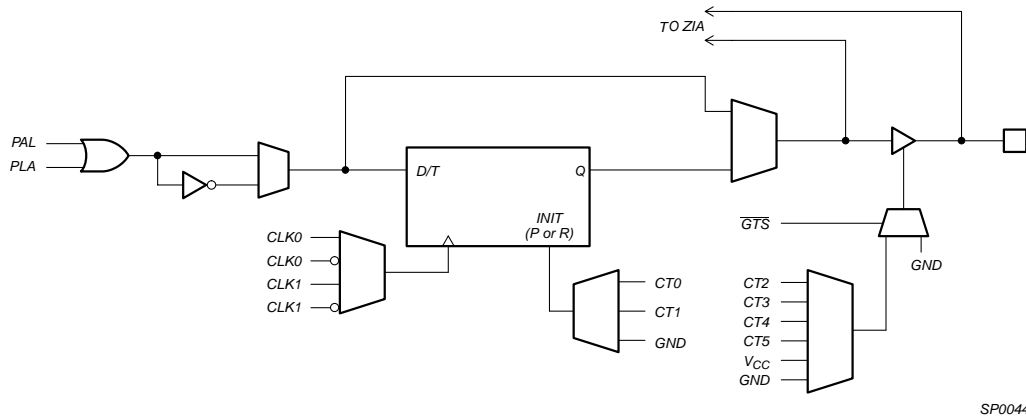 TO ZIA
PAL
PLA
D/T
Q
INIT
(P or R)
GTS
GND
CLK0
CLK0
CLK1
CLK1
CT0
CT1
GND
CT2
CT3
CT4
CT5
VCC
GND